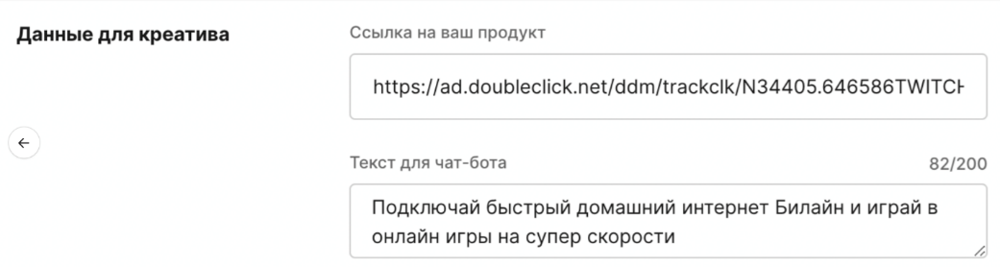 Данные для креатива
Ссылка на ваш продукт
https://ad.doubleclick.net/ddm/trackclk/N34405.646586TWITCH
Текст для чат-бота
82/200
Подключай быстрый домашний интернет Билайн и играй в
онлайн игры на супер скорости